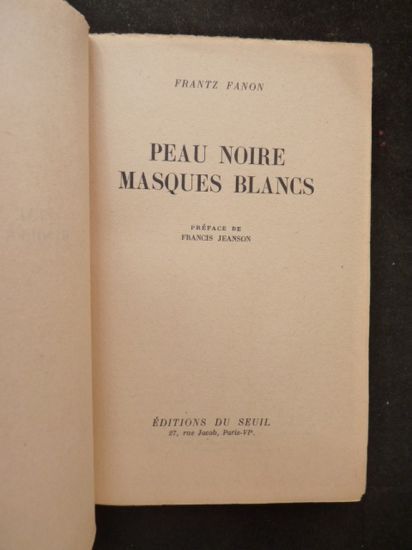 FRANTZ FANON
PEAU NOIRE
MASQUES BLANCS
PRÉFACE DE
FRANCIS JEANSON
ÉDITIONS DU SEUIL
27, rue Jacob, Paris-VIᵉ.